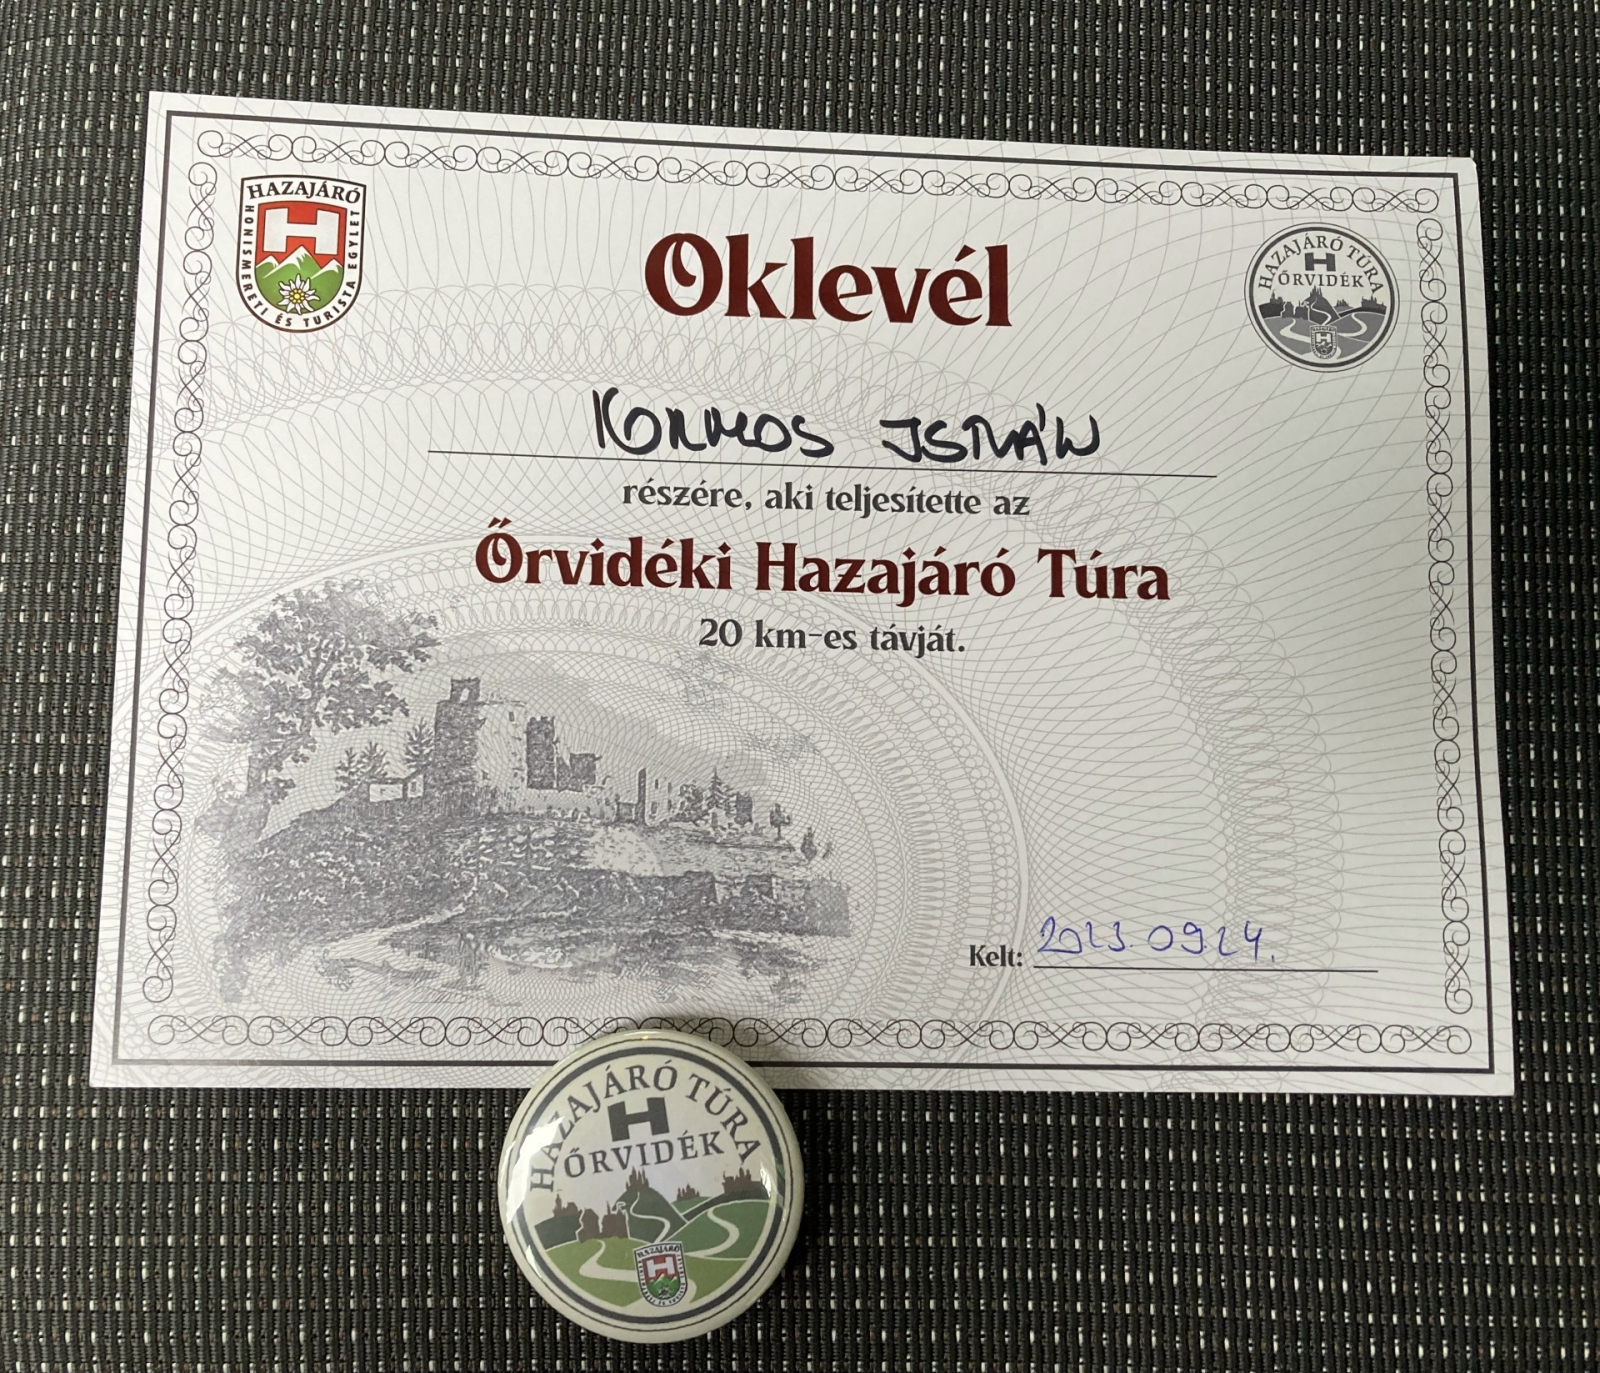 HAZAJÁRÓ
HONISMERETI ÉS TURISTA EGYLET
H
Oklevél
HAZAJÁRÓ TÚRA
H
ŐRVIDÉK
KORMOS ISTVÁN
részére, aki teljesítette az
Őrvidéki Hazajáró Túra
20 km-es távját.
Kelt: 2023.09.24.
HAZAJÁRÓ TÚRA
H
ŐRVIDÉK
HAZAJÁRÓ
H